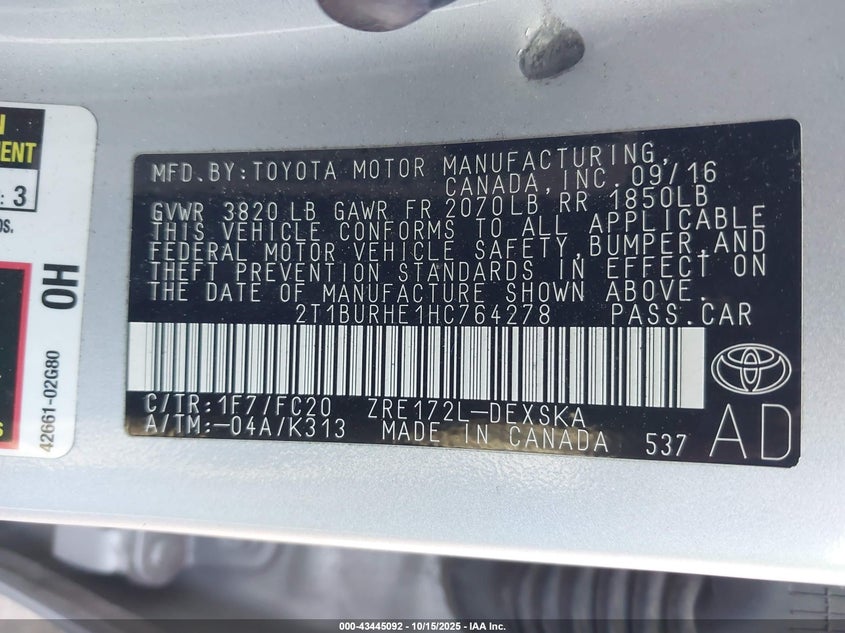 N
ENT
: 3
OS.
OH
42661-02G80
S
MFD. BY: TOYOTA MOTOR MANUFACTURING,
CANADA, INC. 09/16
GVWR 3820 LB GAWR FR 2070LB RR 1850LB
THIS VEHICLE CONFORMS TO ALL APPLICABLE
FEDERAL MOTOR VEHICLE SAFETY, BUMPER, AND
THEFT PREVENTION STANDARDS IN EFFECT ON
THE DATE OF MANUFACTURE SHOWN ABOVE.
2T1BURHE1HC764278 PASS.CAR
C/TR:1F7/FC20 ZRE172L-DEXSKA
A/TM:-04A/K313 MADE IN CANADA 537 AD
000-43445092 - 10/15/2025 - IAA Inc.